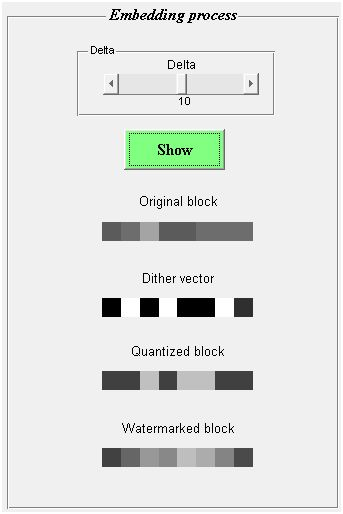 Embedding process
Delta
Delta
10
Show
Original block
Dither vector
Quantized block
Watermarked block